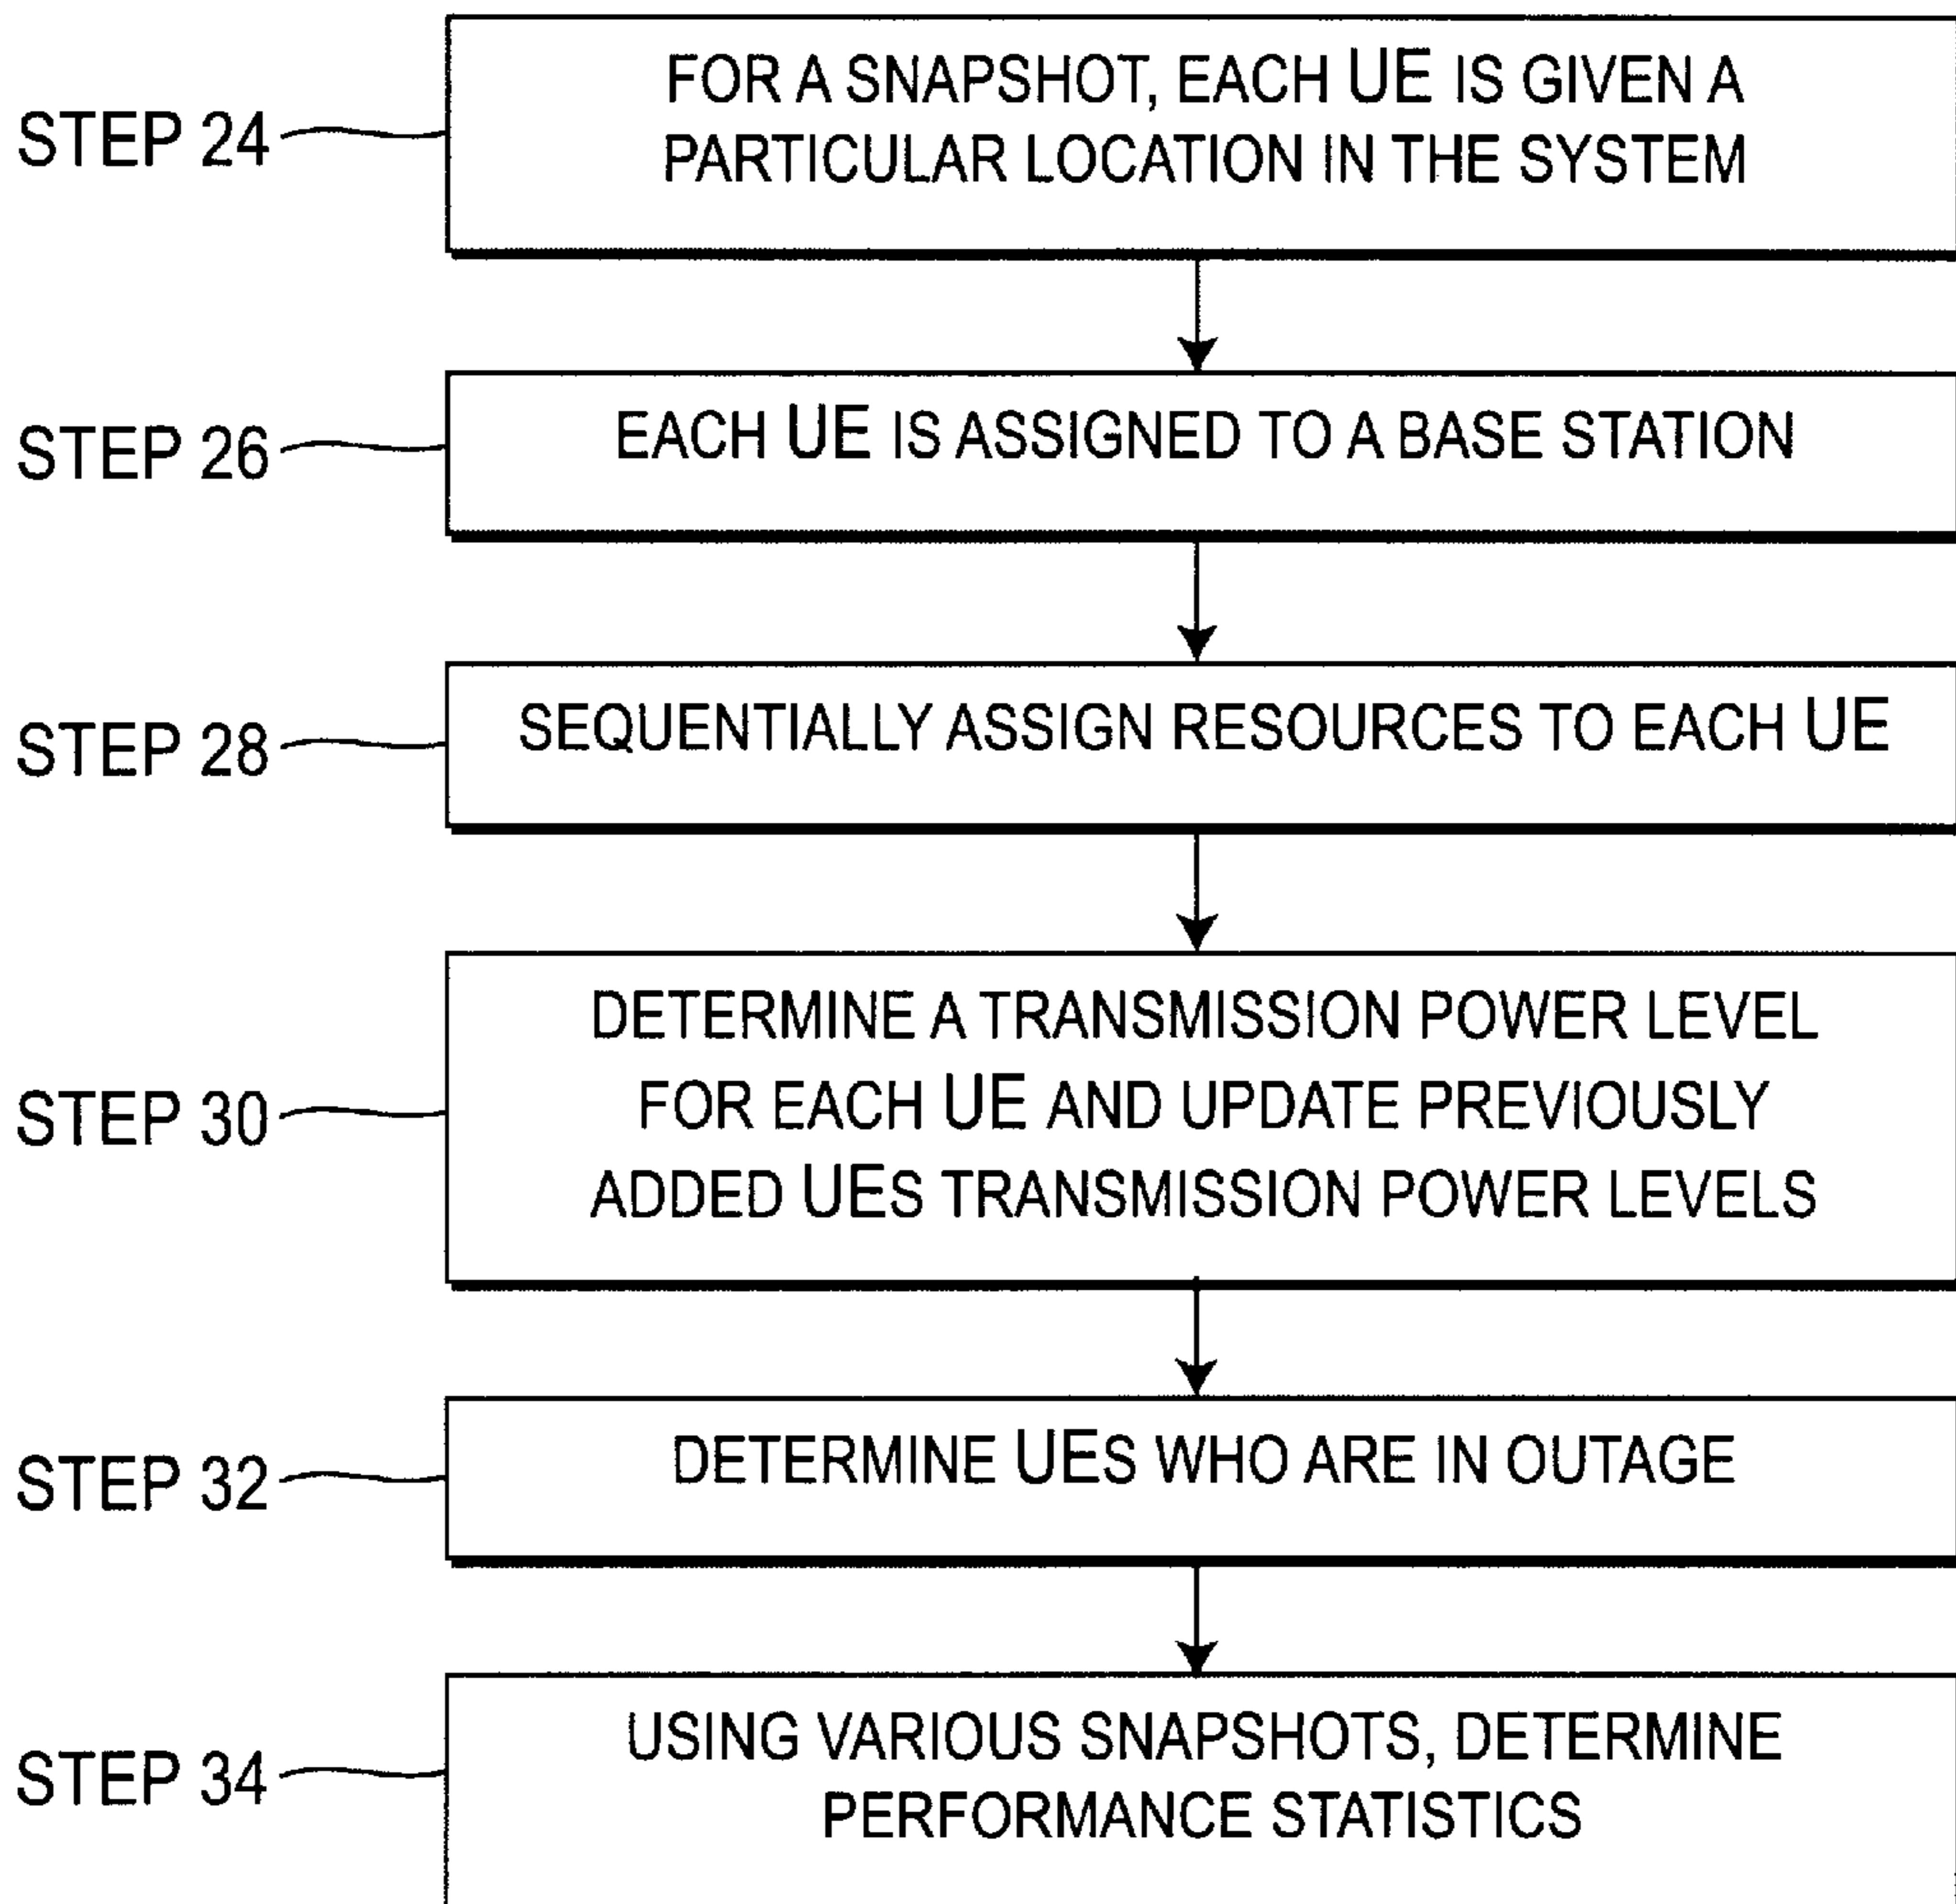 STEP 24
FOR A SNAPSHOT, EACH UE IS GIVEN A
PARTICULAR LOCATION IN THE SYSTEM
STEP 26
EACH UE IS ASSIGNED TO A BASE STATION
STEP 28
SEQUENTIALLY ASSIGN RESOURCES TO EACH UE
STEP 30
DETERMINE A TRANSMISSION POWER LEVEL
FOR EACH UE AND UPDATE PREVIOUSLY
ADDED UES TRANSMISSION POWER LEVELS
STEP 32
DETERMINE UES WHO ARE IN OUTAGE
STEP 34
USING VARIOUS SNAPSHOTS, DETERMINE
PERFORMANCE STATISTICS